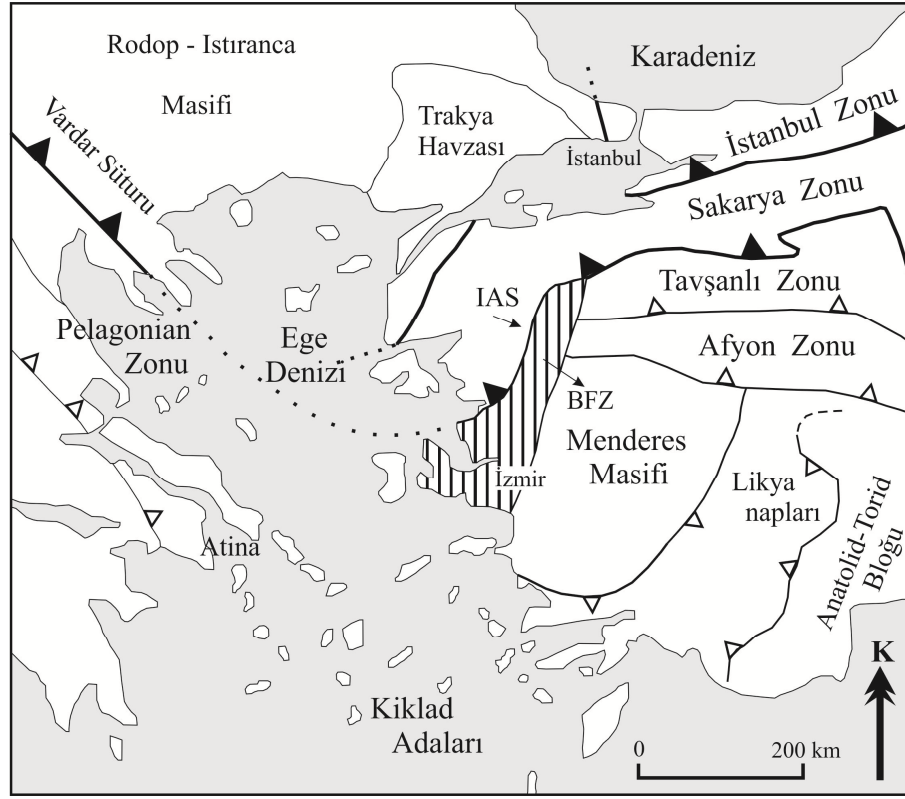 Rodop - Istıranca
Masifi
Karadeniz
Vardar Süturu
Trakya
Havzası
İstanbul
İstanbul Zonu
Sakarya Zonu
Tavşanlı Zonu
IAS
Pelagonian
Zonu
Ege
Denizi
Afyon Zonu
BFZ
Menderes
Masifi
İzmir
Likya
napları
Anatolid-Torid
Bloğu
Atina
K
Kiklad
Adaları
0
200 km